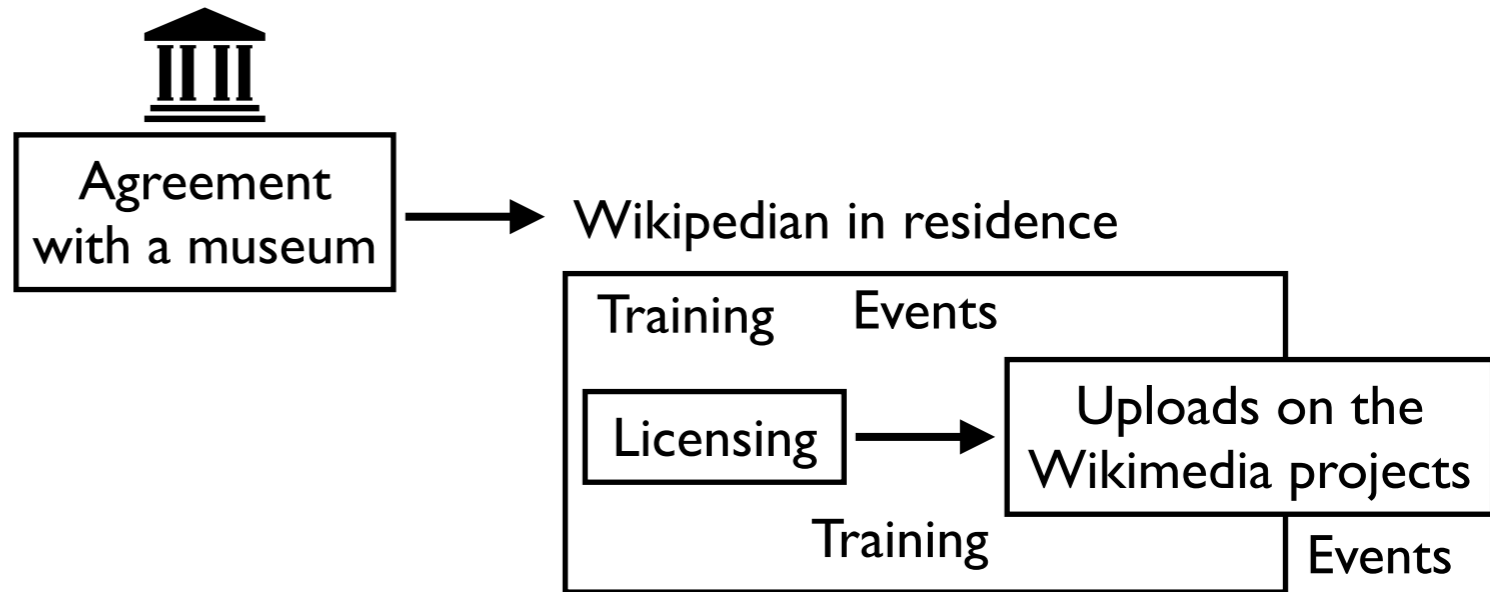 Agreement
with a museum
Wikipedian in residence
Training
Events
Licensing
Uploads on the
Wikimedia projects
Training
Events